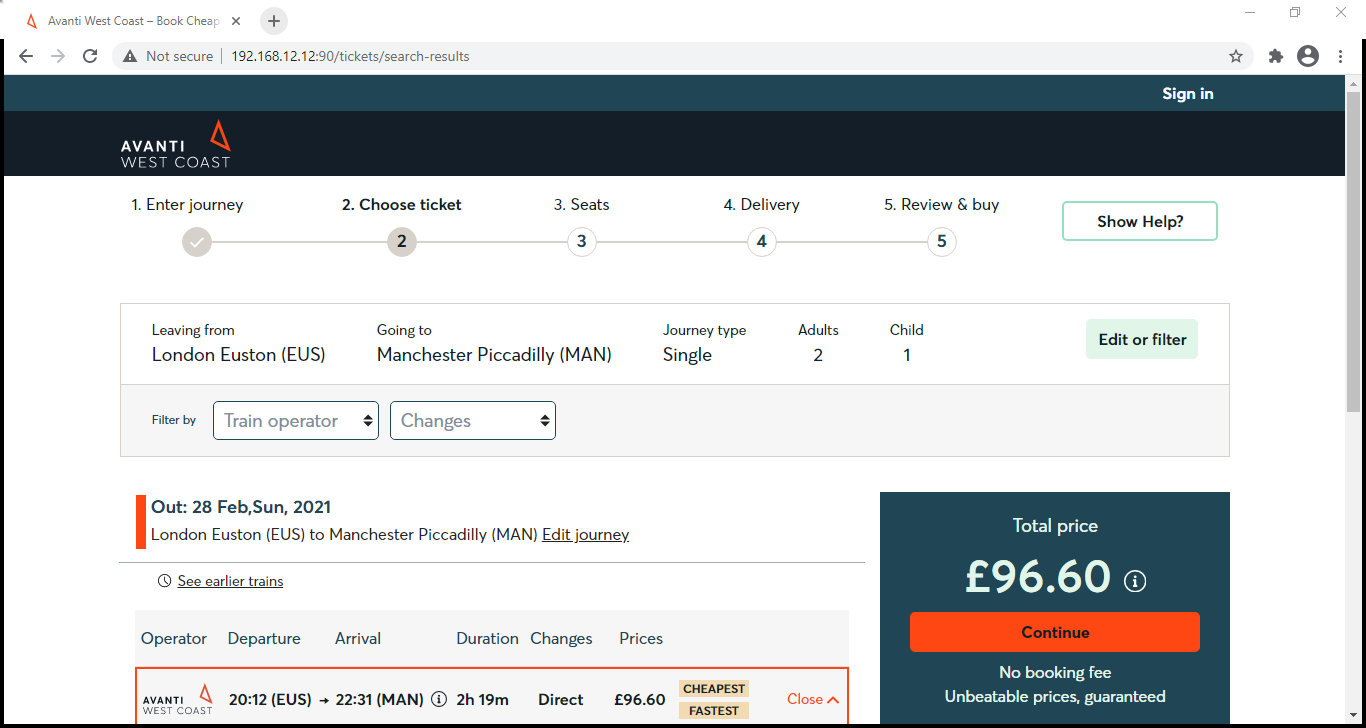 Avanti West Coast – Book Cheap
Not secure 192.168.12.12:90/tickets/search-results
Sign in
AVANTI
WEST COAST
1. Enter journey 2. Choose ticket 3. Seats 4. Delivery 5. Review & buy
2 3 4 5
Show Help?
Leaving from Going to Journey type Adults Child
London Euston (EUS) Manchester Piccadilly (MAN) Single 2 1
Edit or filter
Filter by Train operator Changes
Out: 28 Feb,Sun, 2021
London Euston (EUS) to Manchester Piccadilly (MAN) Edit journey
See earlier trains
Operator Departure Arrival Duration Changes Prices
AVANTI
WEST COAST
20:12 (EUS) → 22:31 (MAN) i 2h 19m Direct £96.60
CHEAPEST
FASTEST
Close
Total price
£96.60 i
Continue
No booking fee
Unbeatable prices, guaranteed